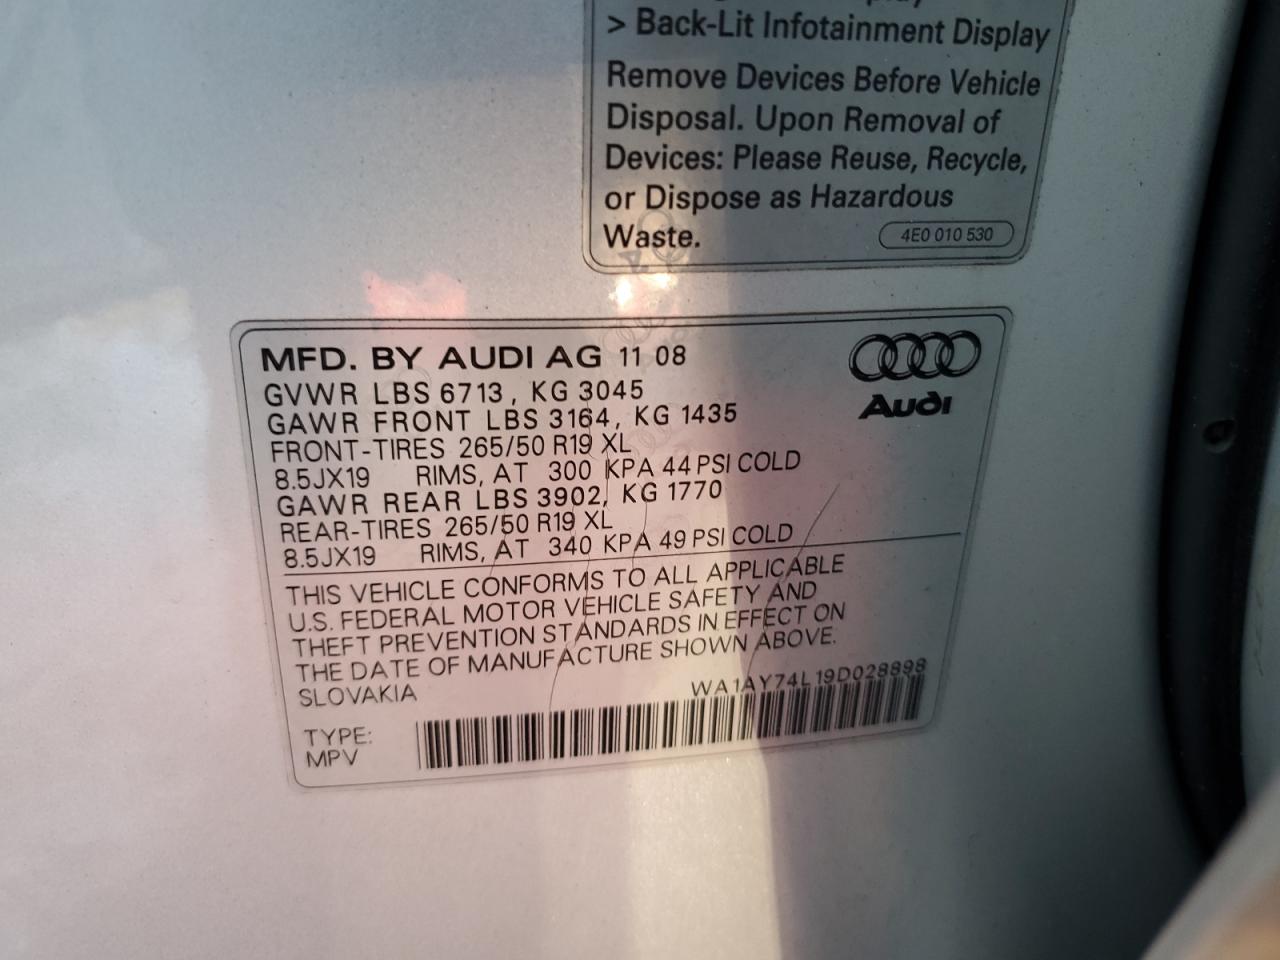 > Back-Lit Infotainment Display
Remove Devices Before Vehicle
Disposal. Upon Removal of
Devices: Please Reuse, Recycle,
or Dispose as Hazardous
Waste.
4E0 010 530
MFD. BY AUDI AG 11 08
GVWR LBS 6713, KG 3045
GAWR FRONT LBS 3164, KG 1435
FRONT-TIRES 265/50 R19 XL
8.5JX19 RIMS, AT 300 KPA 44 PSI COLD
GAWR REAR LBS 3902, KG 1770
REAR-TIRES 265/50 R19 XL
8.5JX19 RIMS, AT 340 KPA 49 PSI COLD
Audi
THIS VEHICLE CONFORMS TO ALL APPLICABLE
U.S. FEDERAL MOTOR VEHICLE SAFETY AND
THEFT PREVENTION STANDARDS IN EFFECT ON
THE DATE OF MANUFACTURE SHOWN ABOVE.
SLOVAKIA
WA1AY74L19D028898
TYPE:
MPV